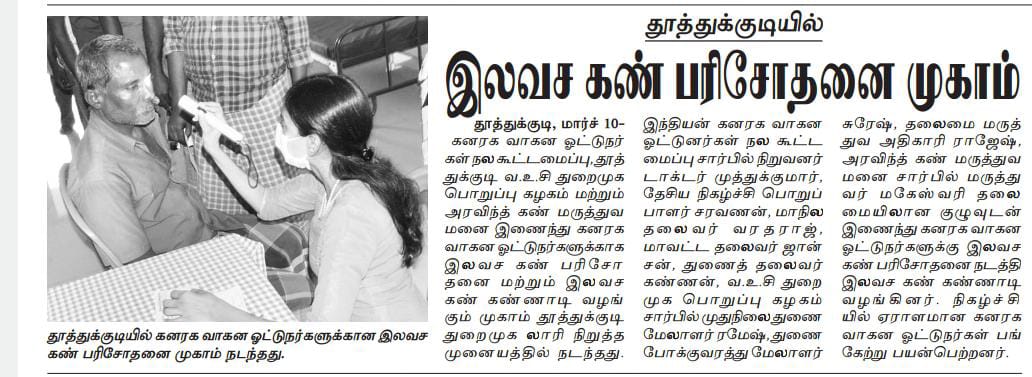 தூத்துக்குடியில்
இலவச கண் பரிசோதனை முகாம்
தூத்துக்குடி, மார்ச் 10-
கனரக வாகன ஓட்டுநர்
கள் நல கூட்டமைப்பு,தூத்
துக்குடி வ.உ.சி துறைமுக
பொறுப்பு கழகம் மற்றும்
அரவிந்த் கண் மருத்துவ
மனை இணைந்து கனரக
வாகன ஓட்டுநர்களுக்காக
இலவச கண் பரிசோ
தனை மற்றும் இலவச
கண் கண்ணாடி வழங்
கும் முகாம் தூத்துக்குடி
துறைமுக லாரி நிறுத்த
முனையத்தில் நடந்தது.
இந்தியன் கனரக வாகன
ஓட்டுனர்கள் நல கூட்ட
மைப்பு சார்பில் நிறுவனர்
டாக்டர் முத்துக்குமார்,
தேசிய நிகழ்ச்சி பொறுப்
பாளர் சரவணன், மாநில
தலைவர் வரதராஜ்,
மாவட்ட தலைவர் ஜான்
சன், துணைத் தலைவர்
கண்ணன், வ.உ.சி துறை
முக பொறுப்பு கழகம்
சார்பில் முதுநிலை துணை
மேலாளர் ரமேஷ்,துணை
போக்குவரத்து மேலாளர்
சுரேஷ், தலைமை மருத்
துவ அதிகாரி ராஜேஷ்,
அரவிந்த் கண் மருத்துவ
மனை சார்பில் மருத்துவ
வர் மகேஸ்வரி தலை
மையிலான குழுவுடன்
இணைந்து கனரக வாகன
ஓட்டுநர்களுக்கு இலவச
கண் பரிசோதனை நடத்தி
இலவச கண் கண்ணாடி
வழங்கினர். நிகழ்ச்சி
யில் ஏராளமான கனரக
வாகன ஓட்டுநர்கள் பங்
கேற்று பயன்பெற்றனர்.
தூத்துக்குடியில் கனரக வாகன ஓட்டுநர்களுக்கான இலவச
கண் பரிசோதனை முகாம் நடந்தது.